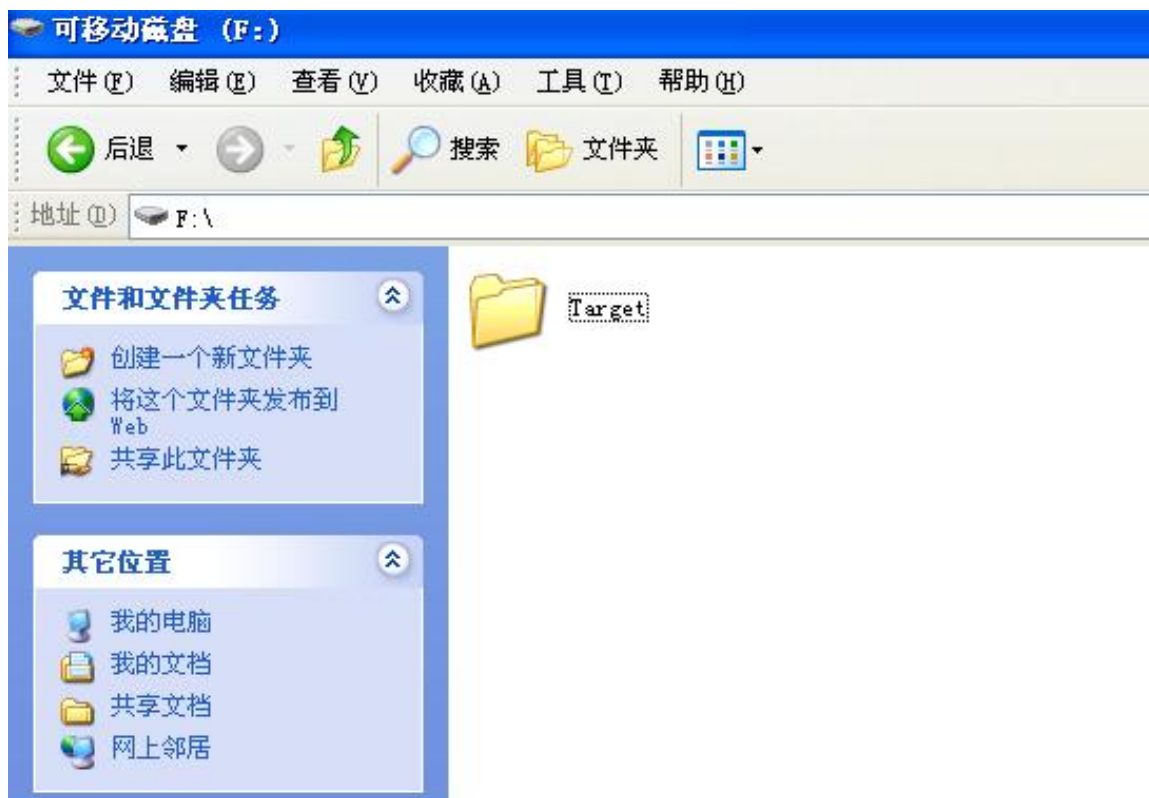 可移动磁盘 (F:)
文件(F) 编辑(E) 查看(V) 收藏(A) 工具(T) 帮助(H)
后退 搜索 文件夹
地址(D) F:\
文件和文件夹任务
创建一个新文件夹
将这个文件夹发布到
Web
共享此文件夹
Target
其它位置
我的电脑
我的文档
共享文档
网上邻居